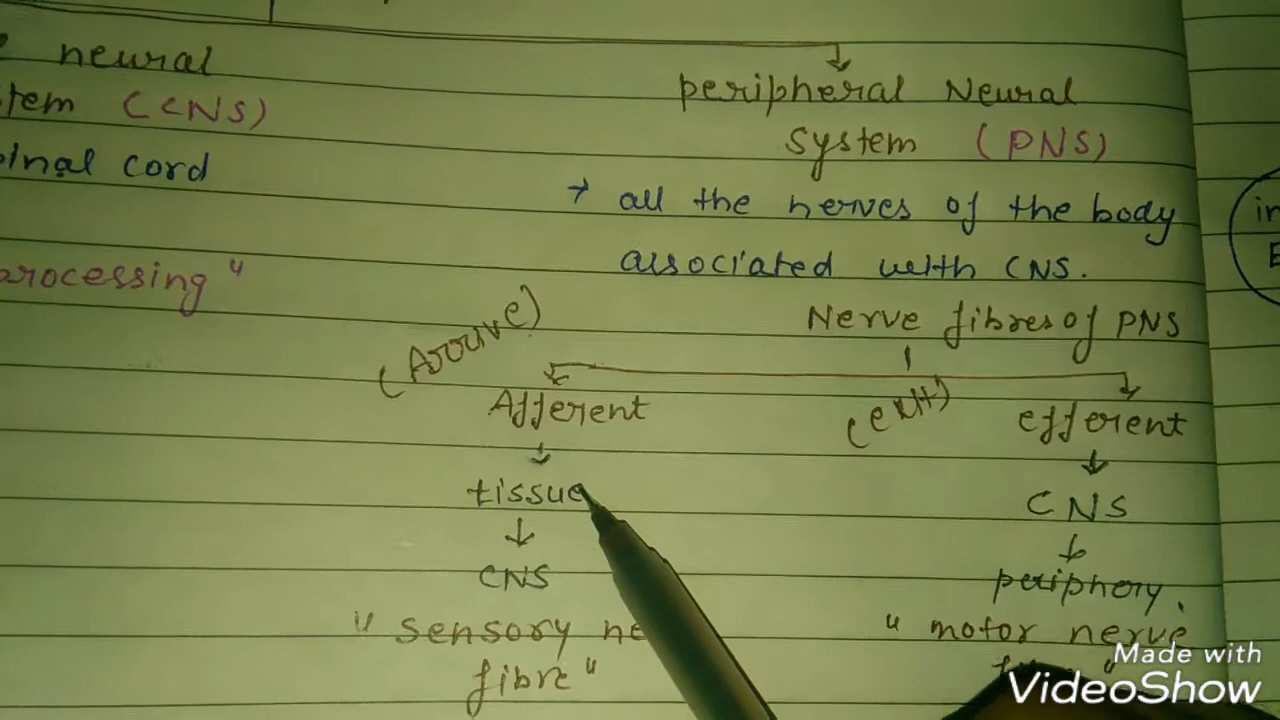 neural
tem (CNS)
inal cord
rocessing"
peripheral Neural
system (PNS)
→ all the nerves of the body
associated with CNS.
in
E
Nerve fibres of PNS
(Arrive)
Afferent
↓
tissue
↓
CNS
"sensory ne
fibre"
(exit)
efferent
↓
CNS
↓
periphery.
"motor nerve
Made with
VideoShow